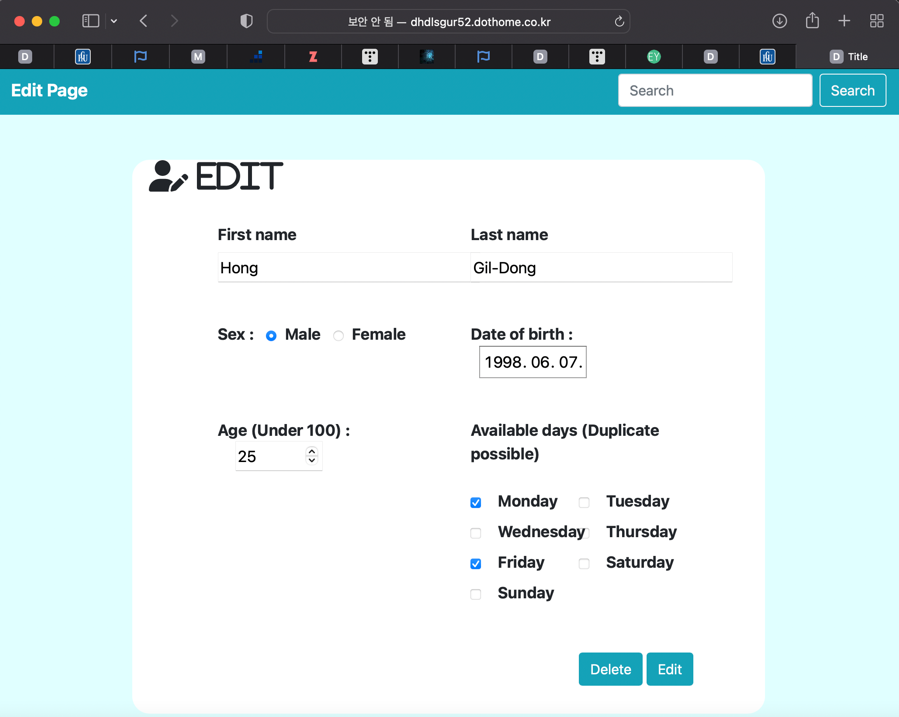 보안 안 됨 — dhdlsgur52.dothome.co.kr
D M Z D EY D D Title
Edit Page Search Search
EDIT
First name Last name
Hong Gil-Dong
Sex : Male Female Date of birth :
1998. 06. 07.
Age (Under 100) : Available days (Duplicate
25 possible)
Monday Tuesday
Wednesday Thursday
Friday Saturday
Sunday
Delete Edit